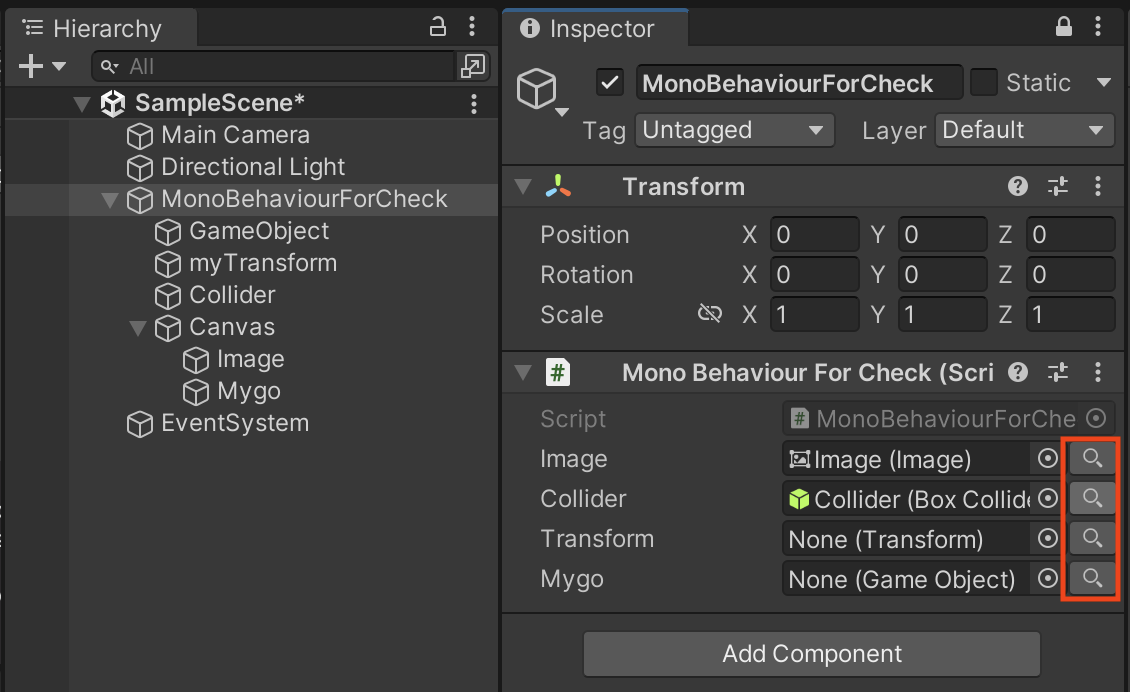 Hierarchy
All
SampleScene*
Main Camera
Directional Light
MonoBehaviourForCheck
GameObject
myTransform
Collider
Canvas
Image
Mygo
EventSystem
Inspector
MonoBehaviourForCheck Static
Tag Untagged Layer Default
Transform
Position X 0 Y 0 Z 0
Rotation X 0 Y 0 Z 0
Scale X 1 Y 1 Z 1
# Mono Behaviour For Check (Scri
Script # MonoBehaviourForChe
Image Image (Image)
Collider Collider (Box Collide
Transform None (Transform)
Mygo None (Game Object)
Add Component